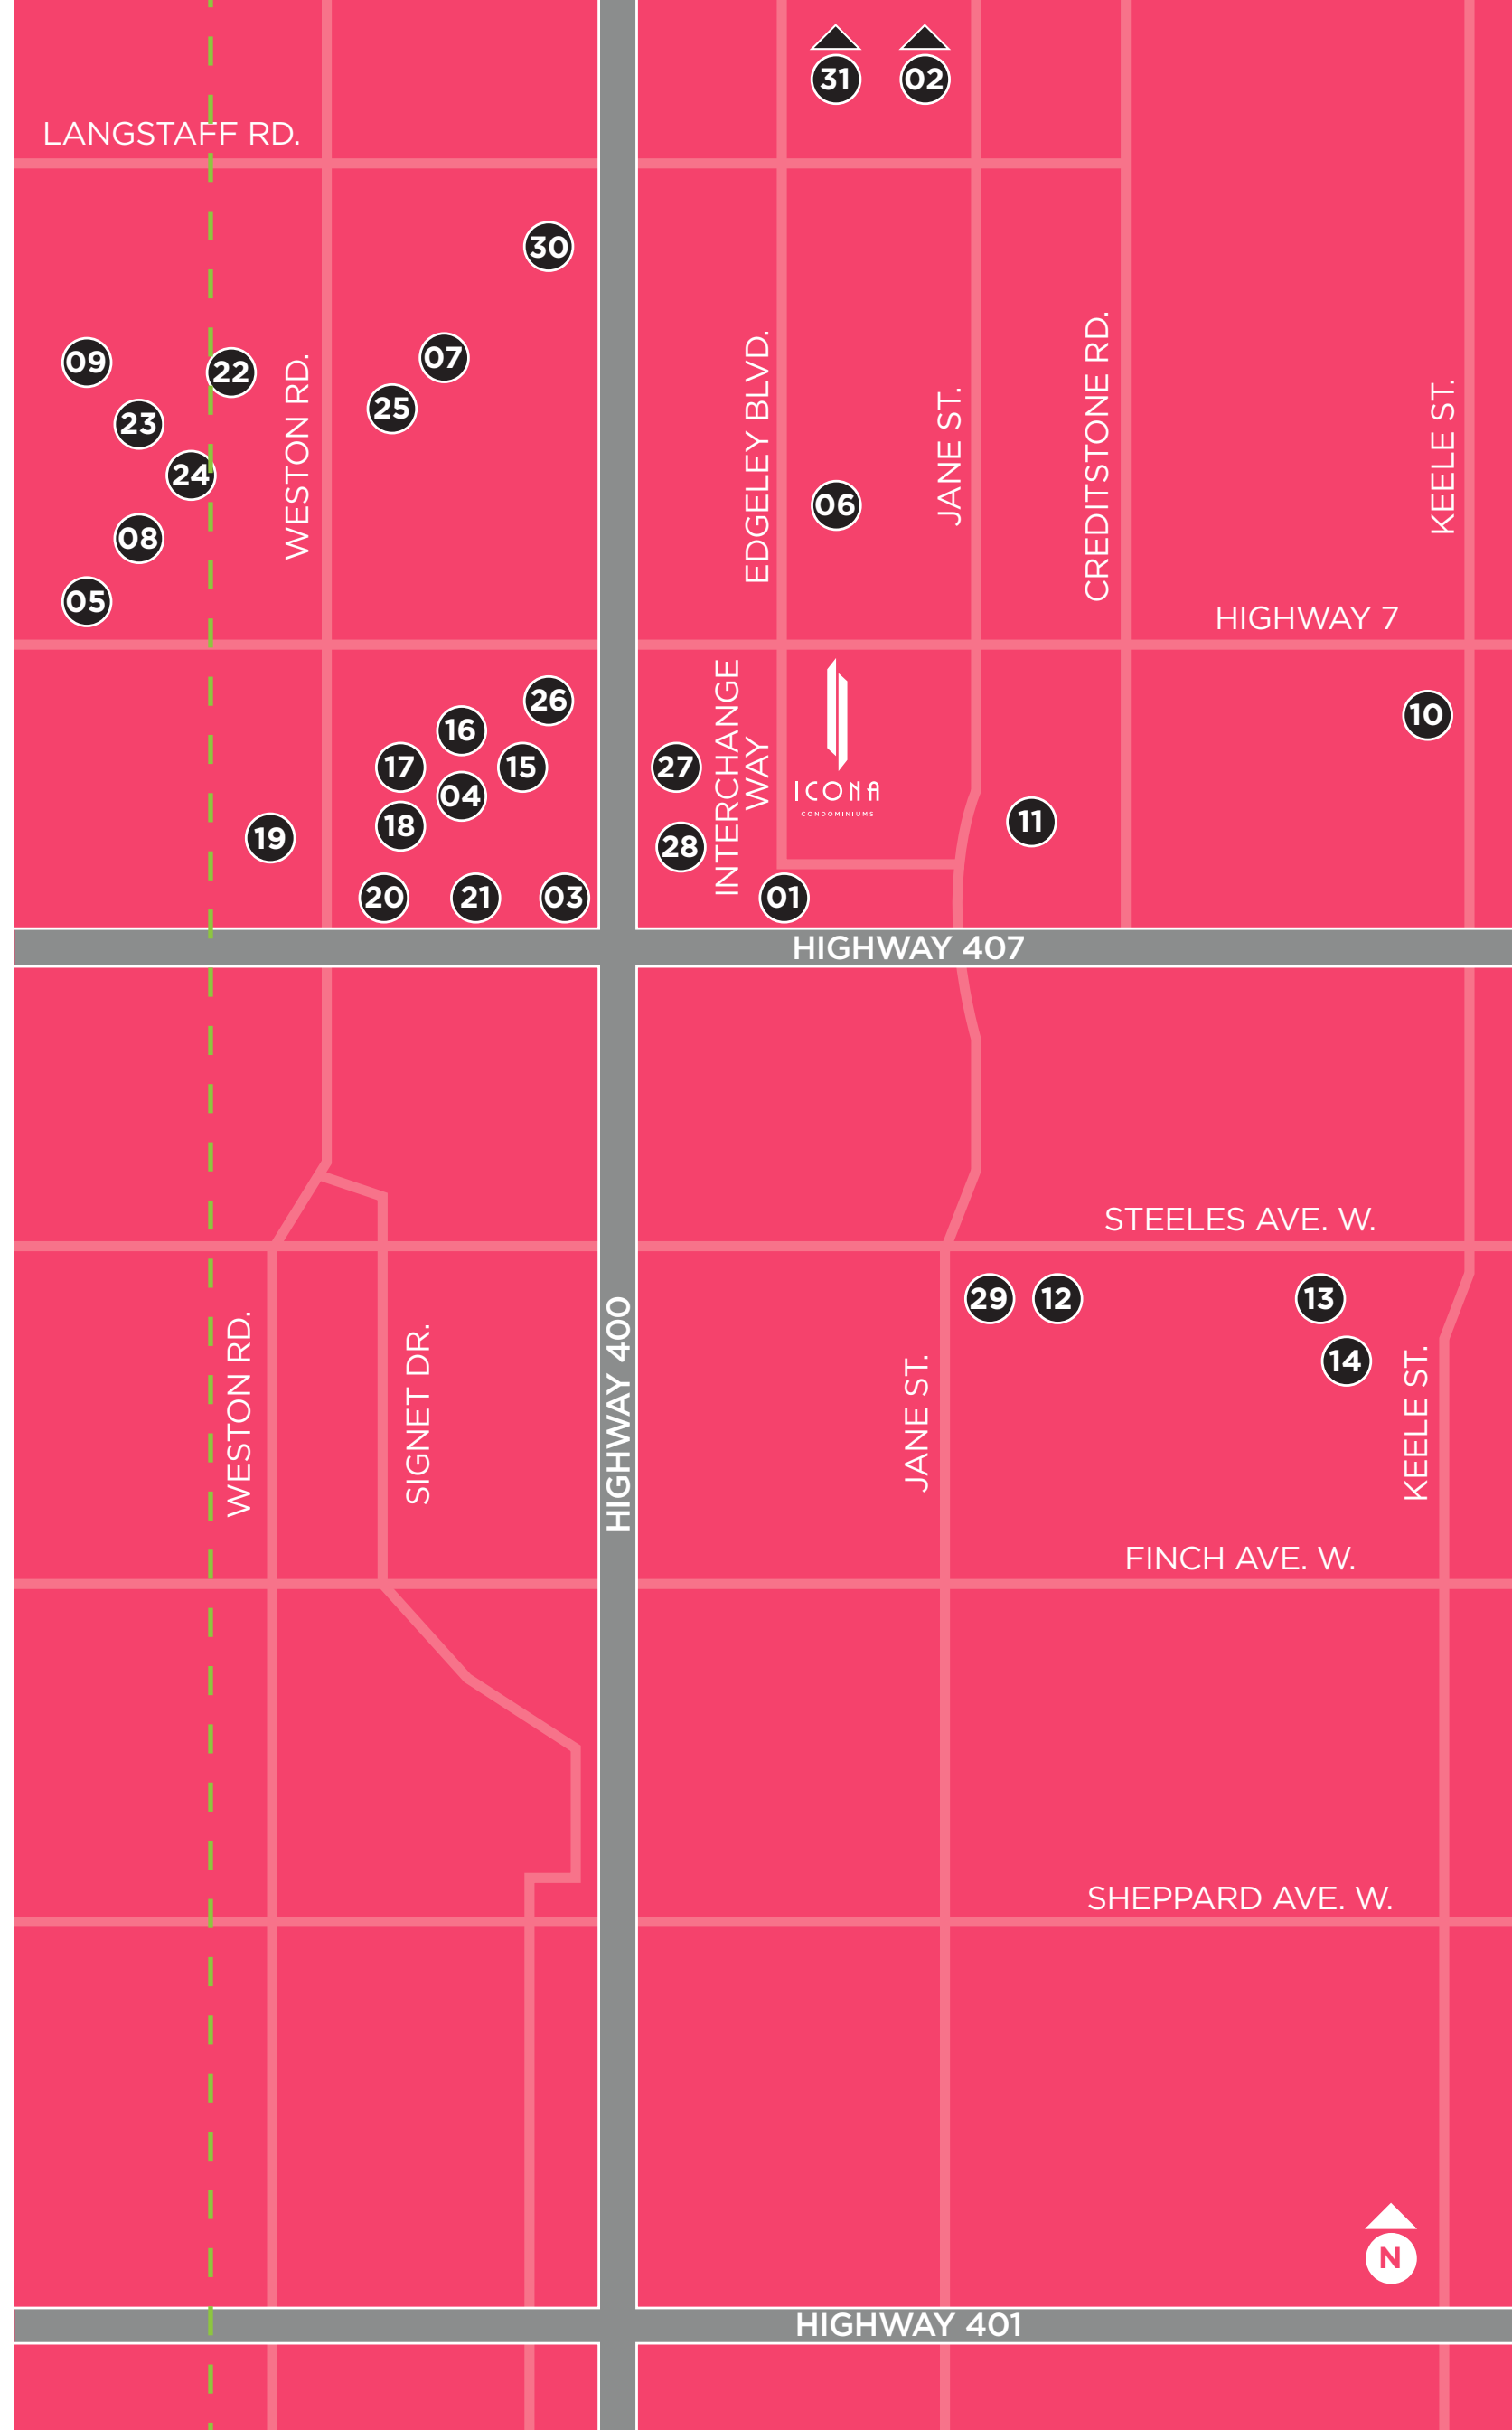 31
02
LANGSTAFF RD.
30
09
22
07
23
25
24
WESTON RD.
EDGELEY BLVD.
JANE ST.
CREDITSTONE RD.
KEELE ST.
06
08
05
HIGHWAY 7
26
16
17
15
04
18
19
20
21
03
27
28
INTERCHANGE
WAY
ICONA
CONDOMINIUMS
01
11
10
HIGHWAY 407
STEELES AVE. W.
29
12
13
14
WESTON RD.
SIGNET DR.
HIGHWAY 400
JANE ST.
KEELE ST.
FINCH AVE. W.
SHEPPARD AVE. W.
N
HIGHWAY 401